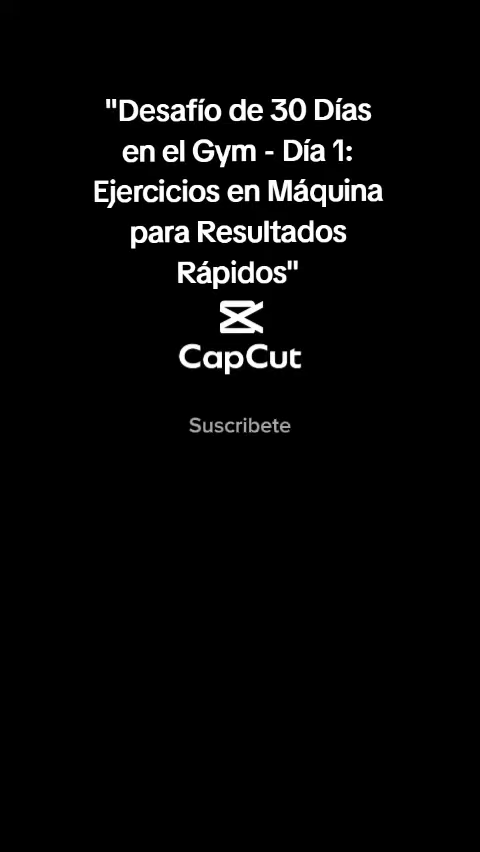 "Desafío de 30 Días
en el Gym - Día 1:
Ejercicios en Máquina
para Resultados
Rápidos"
CapCut
Suscribete